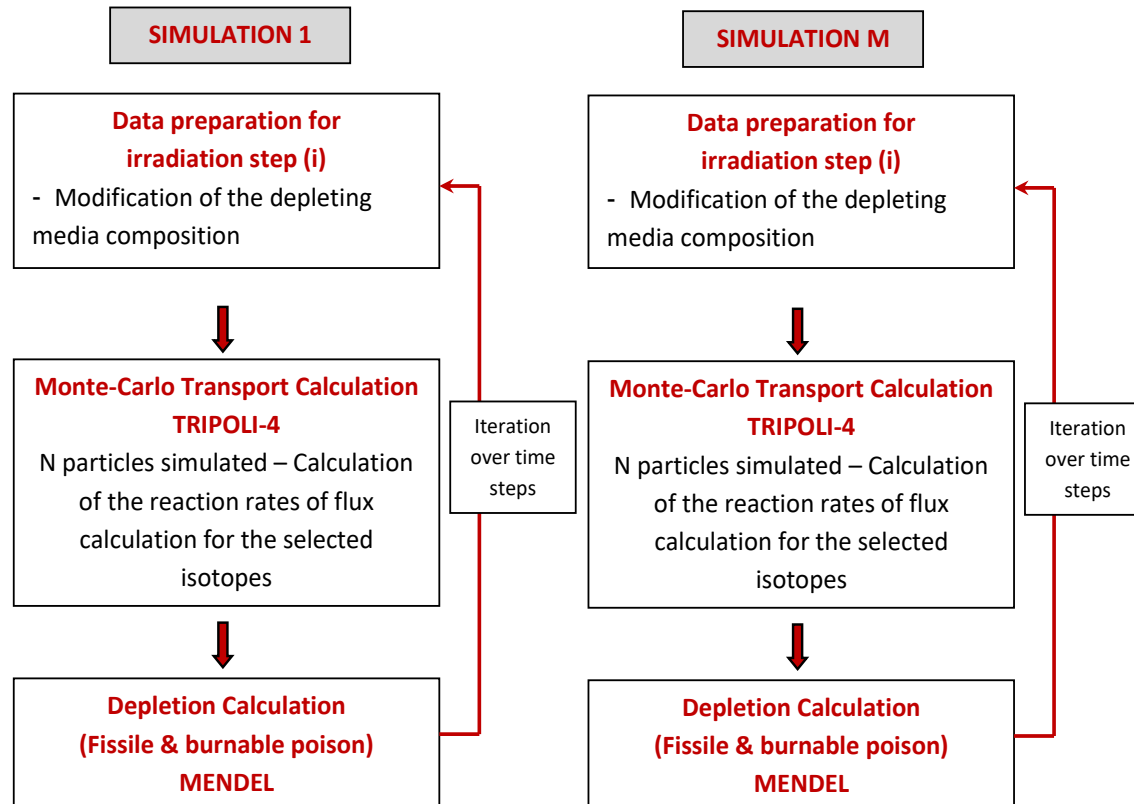 SIMULATION 1
Data preparation for
irradiation step (i)
- Modification of the depleting
media composition
Monte-Carlo Transport Calculation
TRIPOLI-4
N particles simulated – Calculation
of the reaction rates of flux
calculation for the selected
isotopes
Iteration
over time
steps
Depletion Calculation
(Fissile & burnable poison)
MENDEL
SIMULATION M
Data preparation for
irradiation step (i)
- Modification of the depleting
media composition
Monte-Carlo Transport Calculation
TRIPOLI-4
N particles simulated – Calculation
of the reaction rates of flux
calculation for the selected
isotopes
Iteration
over time
steps
Depletion Calculation
(Fissile & burnable poison)
MENDEL